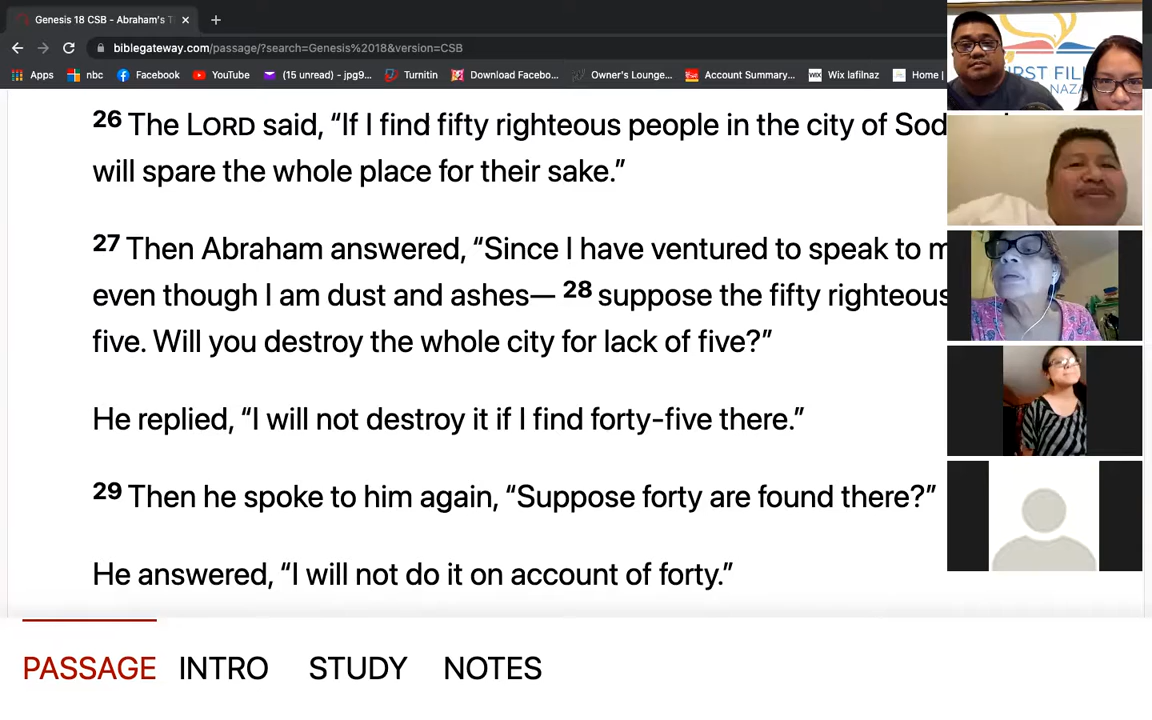 Genesis 18 CSB - Abraham's T
biblegateway.com/passage/?search=Genesis%2018&version=CSB
Apps nbc Facebook YouTube (15 unread) - jpg9... Turnitin Download Facebo... Owner's Lounge... Account Summary... WIX Wix lafilnaz Home |
26 The LORD said, “If I find fifty righteous people in the city of Sod
will spare the whole place for their sake.”
27 Then Abraham answered, “Since I have ventured to speak to m
even though I am dust and ashes— 28 suppose the fifty righteous
five. Will you destroy the whole city for lack of five?”
He replied, “I will not destroy it if I find forty-five there.”
29 Then he spoke to him again, “Suppose forty are found there?”
He answered, “I will not do it on account of forty.”
PASSAGE INTRO STUDY NOTES
IRST FIL
NAZA